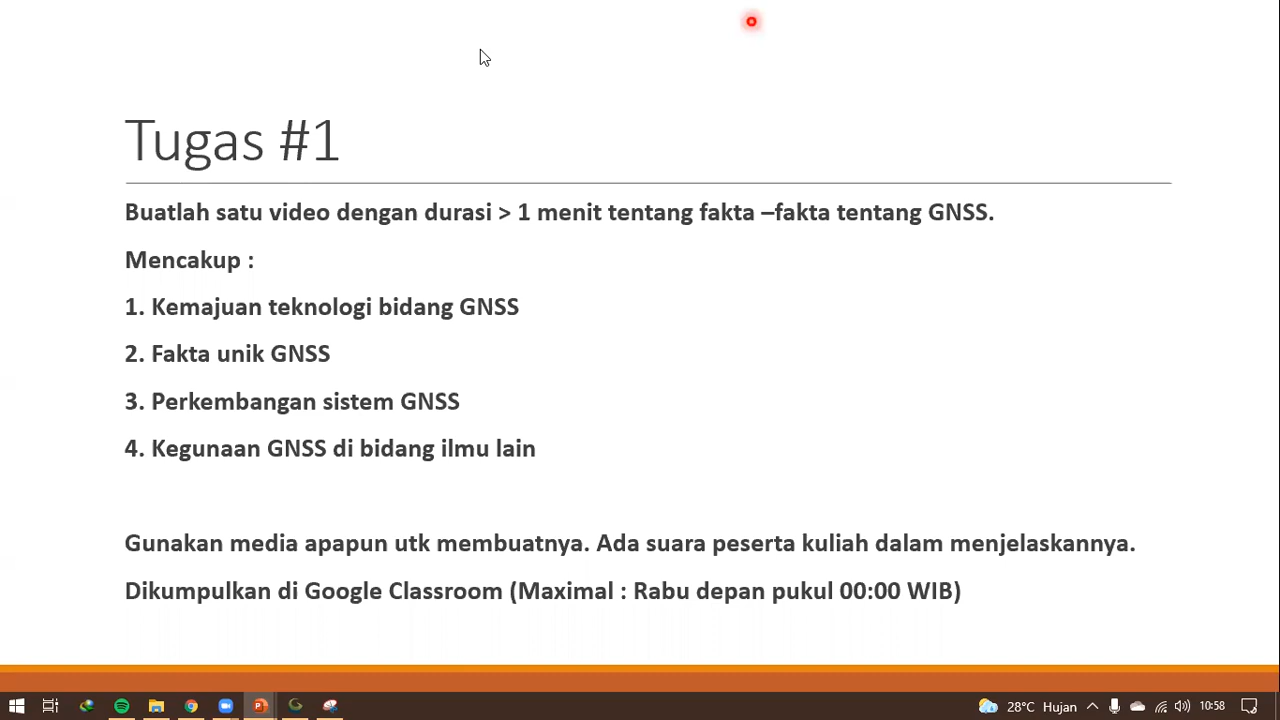 Tugas #1
Buatlah satu video dengan durasi > 1 menit tentang fakta –fakta tentang GNSS.
Mencakup :
1. Kemajuan teknologi bidang GNSS
2. Fakta unik GNSS
3. Perkembangan sistem GNSS
4. Kegunaan GNSS di bidang ilmu lain
Gunakan media apapun utk membuatnya. Ada suara peserta kuliah dalam menjelaskannya.
Dikumpulkan di Google Classroom (Maximal : Rabu depan pukul 00:00 WIB)
28°C Hujan 10:58